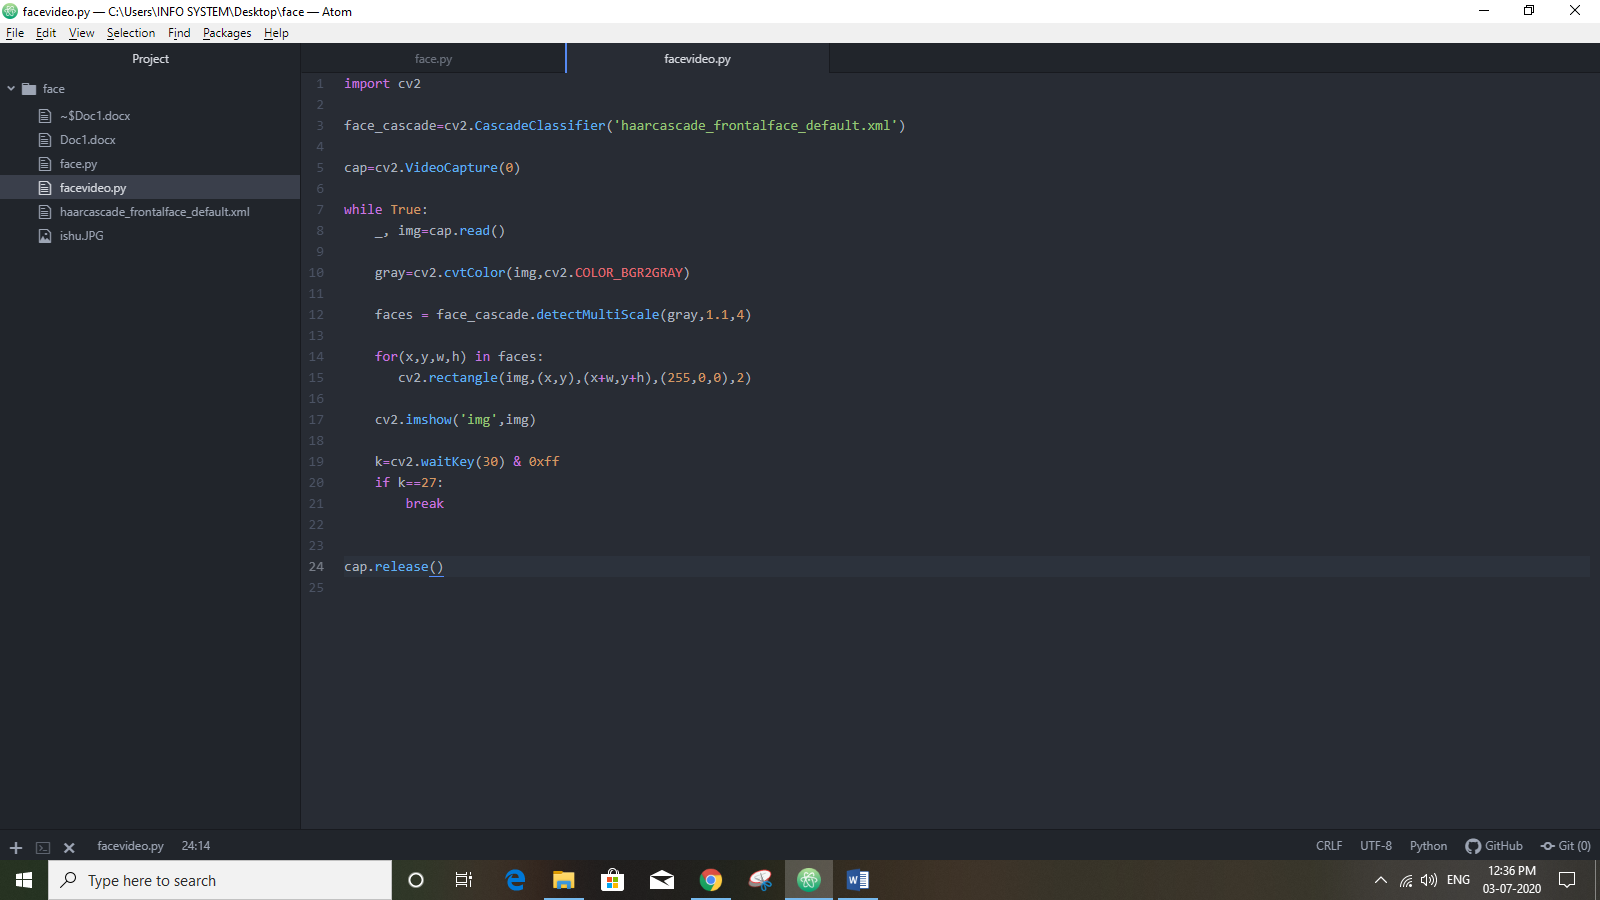 facevideo.py — C:\Users\INFO SYSTEM\Desktop\face — Atom
File Edit View Selection Find Packages Help
Project
face
~$Doc1.docx
Doc1.docx
face.py
facevideo.py
haarcascade_frontalface_default.xml
ishu.JPG
face.py facevideo.py
1 import cv2
2
3 face_cascade=cv2.CascadeClassifier('haarcascade_frontalface_default.xml')
4
5 cap=cv2.VideoCapture(0)
6
7 while True:
8     _, img=cap.read()
9
10     gray=cv2.cvtColor(img,cv2.COLOR_BGR2GRAY)
11
12     faces = face_cascade.detectMultiScale(gray,1.1,4)
13
14     for(x,y,w,h) in faces:
15        cv2.rectangle(img,(x,y),(x+w,y+h),(255,0,0),2)
16
17     cv2.imshow('img',img)
18
19     k=cv2.waitKey(30) & 0xff
20     if k==27:
21         break
22
23
24 cap.release()
25
facevideo.py 24:14 CRLF UTF-8 Python GitHub Git (0)
Type here to search
ENG
12:36 PM
03-07-2020